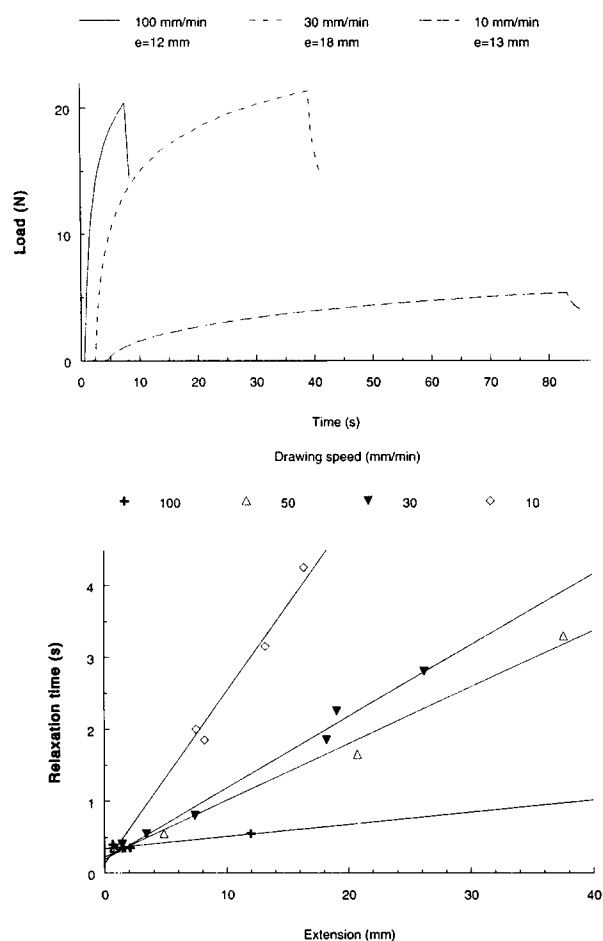 100 mm/min 30 mm/min 10 mm/min
e=12 mm e=18 mm e=13 mm
20
10
0
Load (N)
0 10 20 30 40 50 60 70 80
Time (s)
Drawing speed (mm/min)
100 50 30 10
4
3
2
1
0
Relaxation time (s)
0 10 20 30 40
Extension (mm)